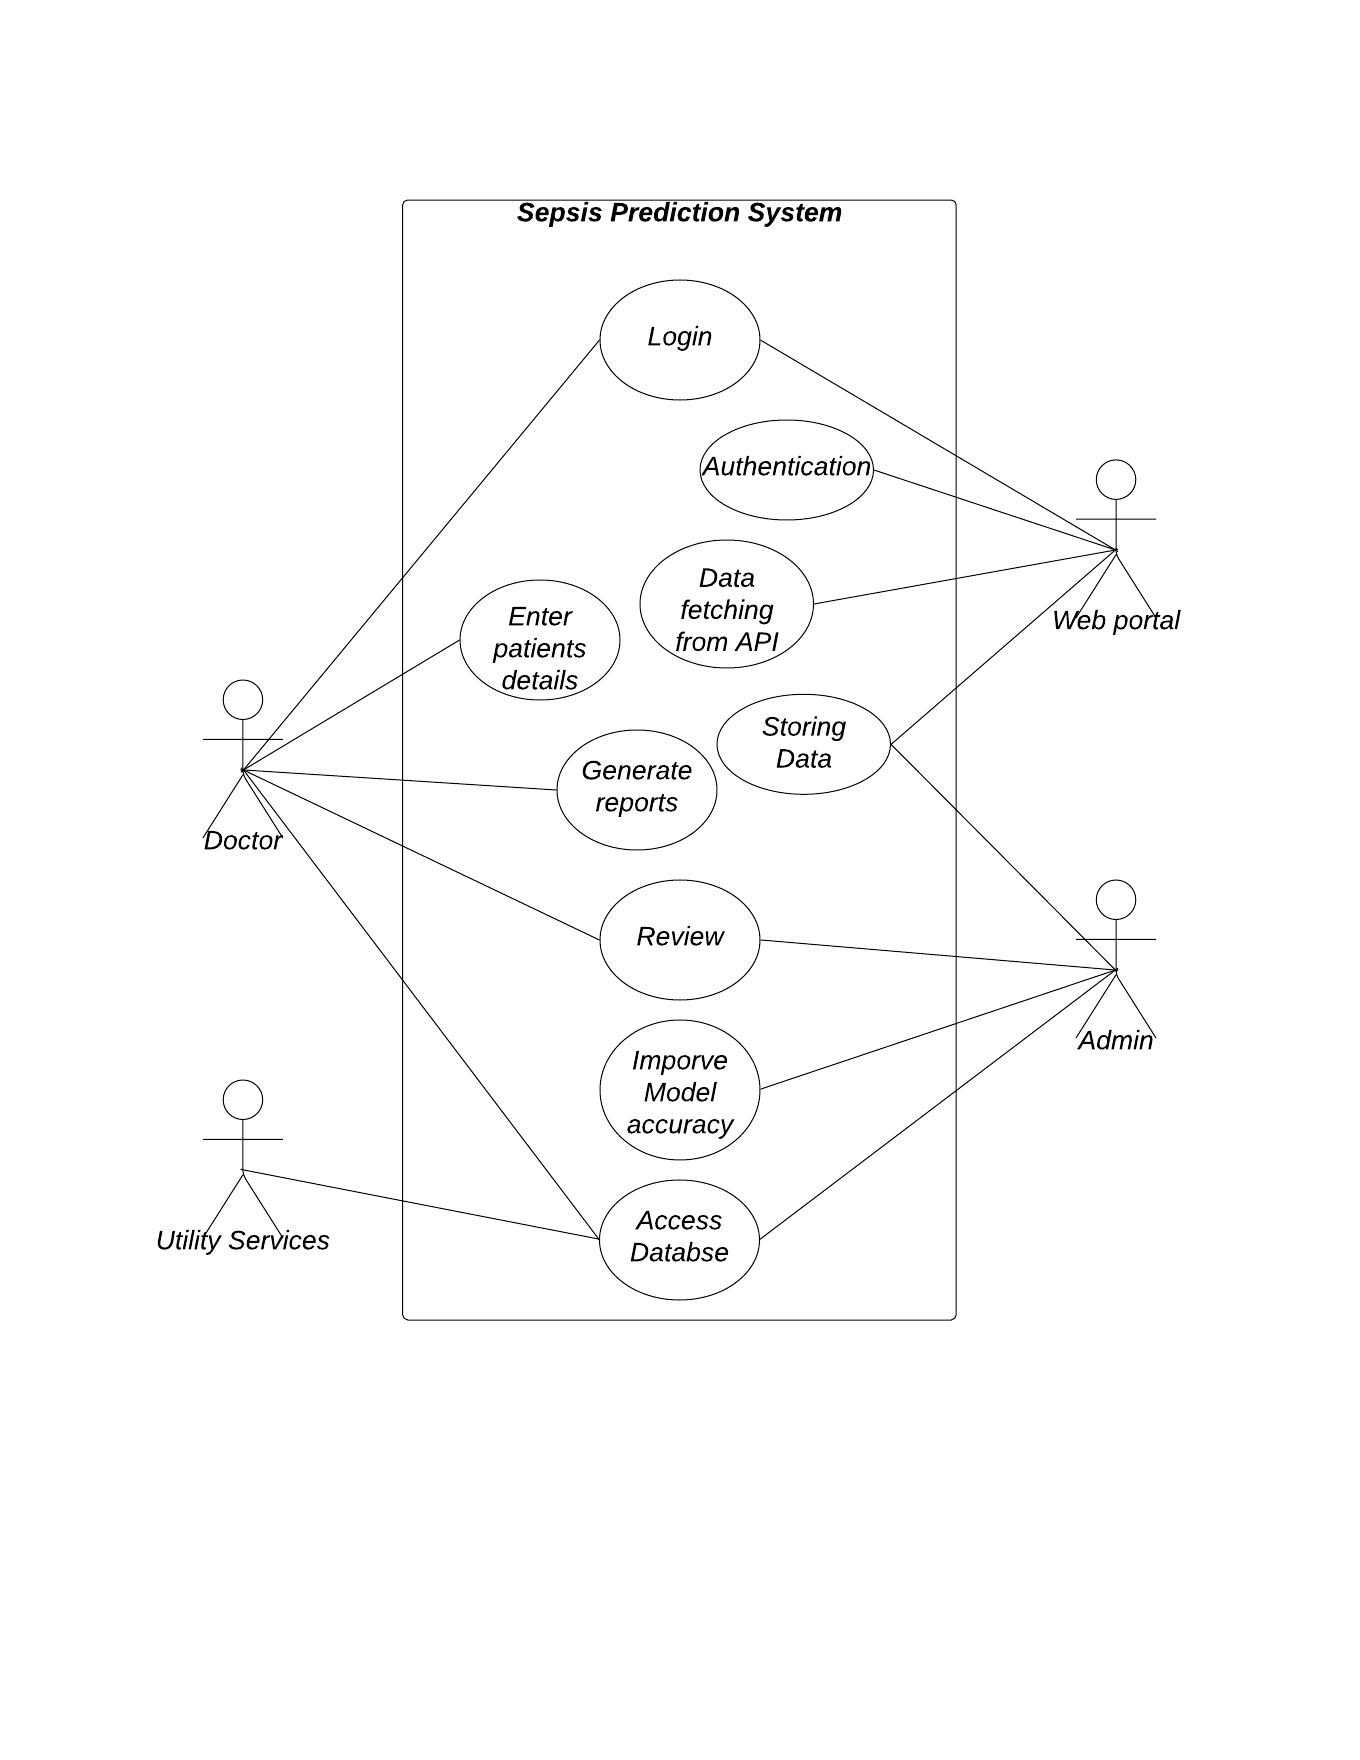 Sepsis Prediction System
Login
Authentication
Data
fetching
from API
Enter
patients
details
Web portal
Storing
Data
Generate
reports
Doctor
Review
Admin
Imporve
Model
accuracy
Access
Databse
Utility Services